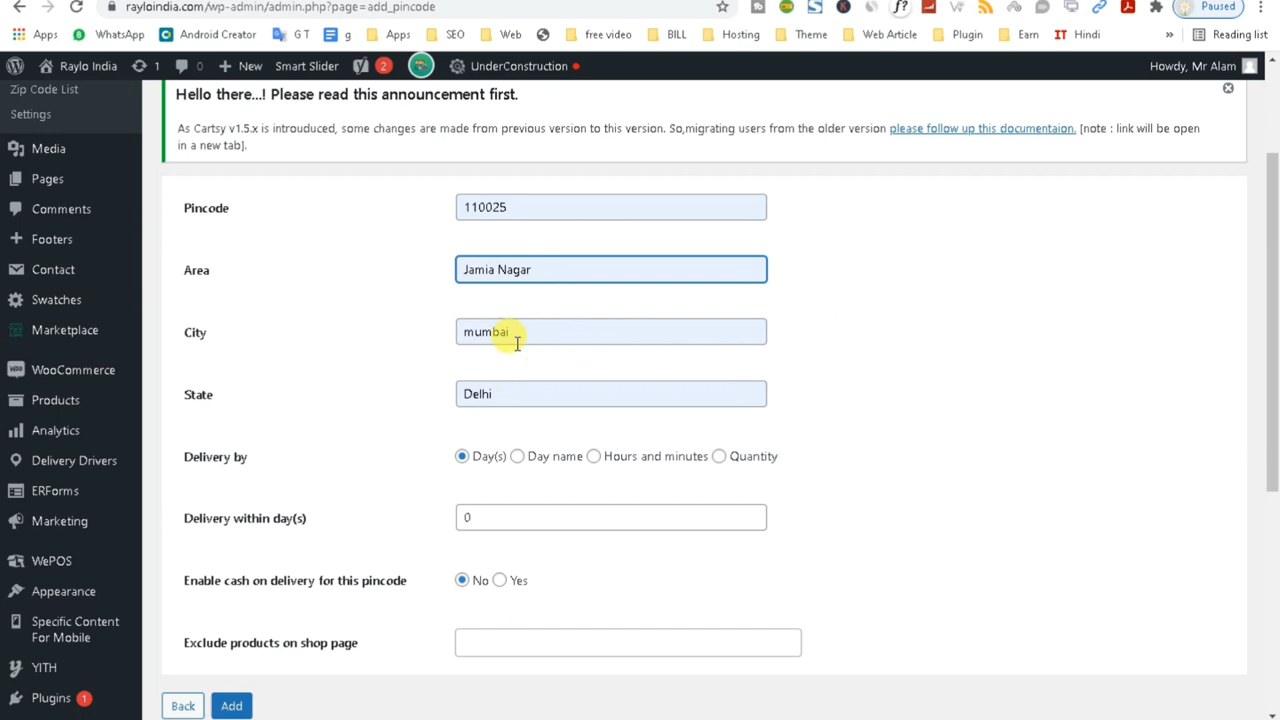 rayloindia.com/wp-admin/admin.php?page=add_pincode
Paused
Apps WhatsApp Android Creator G T g Apps SEO Web free video BILL Hosting Theme Web Article Plugin Earn IT Hindi » Reading list
Raylo India 1 0 + New Smart Slider 2 UnderConstruction Howdy, Mr Alam
Zip Code List
Settings
Media
Pages
Comments
Footers
Contact
Swatches
Marketplace
WooCommerce
Products
Analytics
Delivery Drivers
ERForms
Marketing
WePOS
Appearance
Specific Content
For Mobile
YITH
Plugins 1
Hello there...! Please read this announcement first.
As Cartsy v1.5.x is introuduced, some changes are made from previous version to this version. So,migrating users from the older version please follow up this documentaion. [note : link will be open
in a new tab].
Pincode 110025
Area Jamia Nagar
City mumbai
State Delhi
Delivery by Day(s) Day name Hours and minutes Quantity
Delivery within day(s) 0
Enable cash on delivery for this pincode No Yes
Exclude products on shop page
Back Add